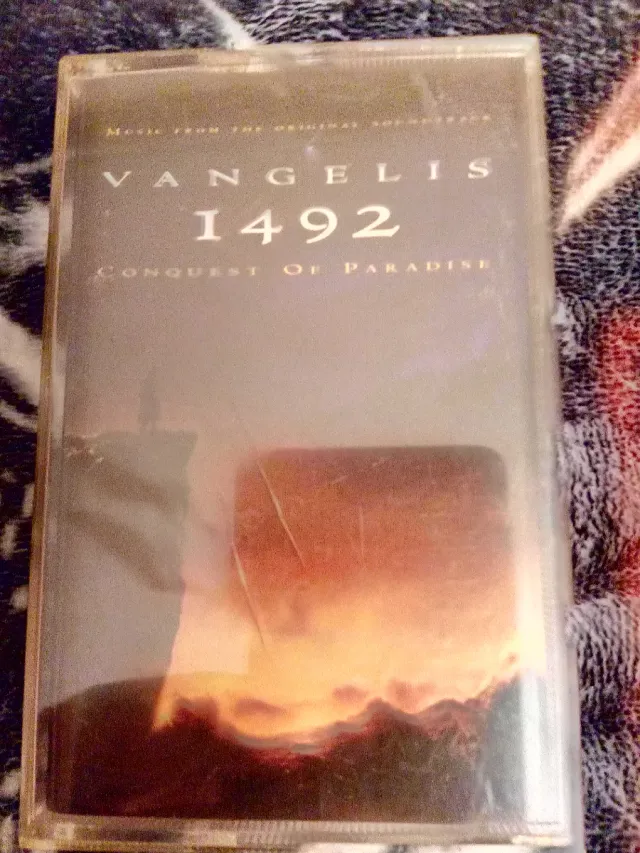 MUSIC FROM THE ORIGINAL SOUNDTRACK
VANGELIS
1492
CONQUEST OF PARADISE